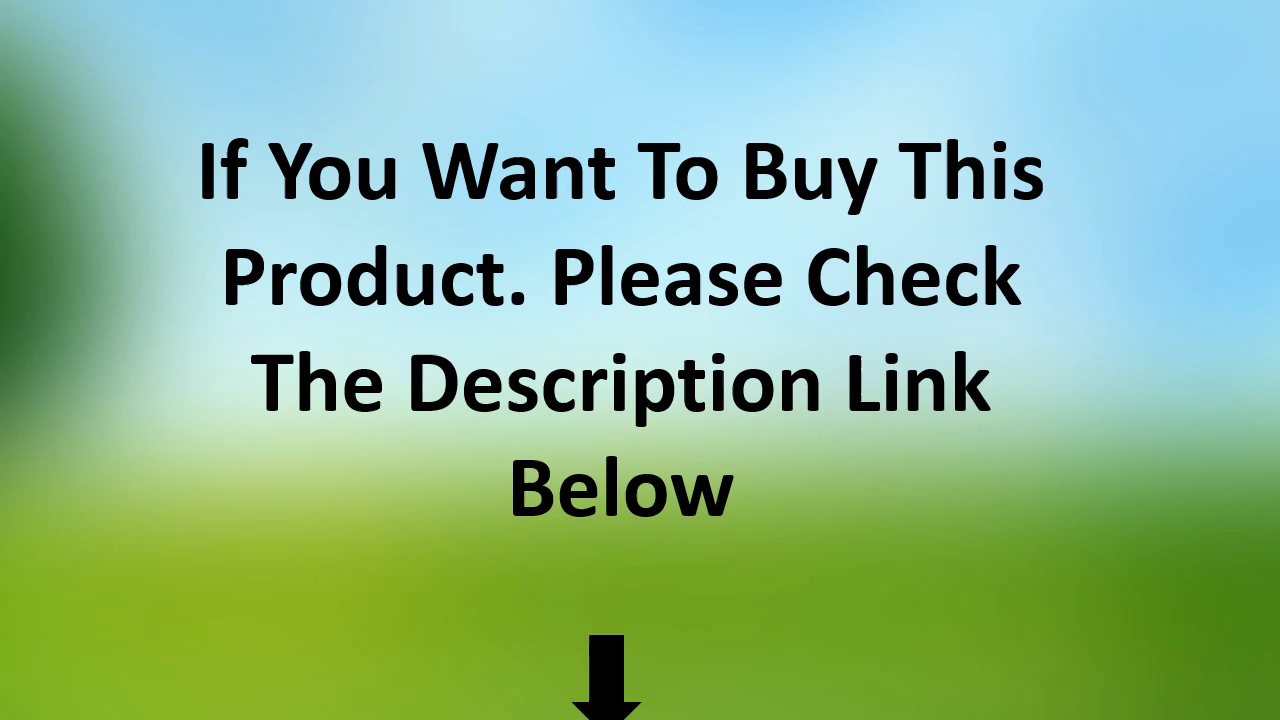 If You Want To Buy This
Product. Please Check
The Description Link
Below